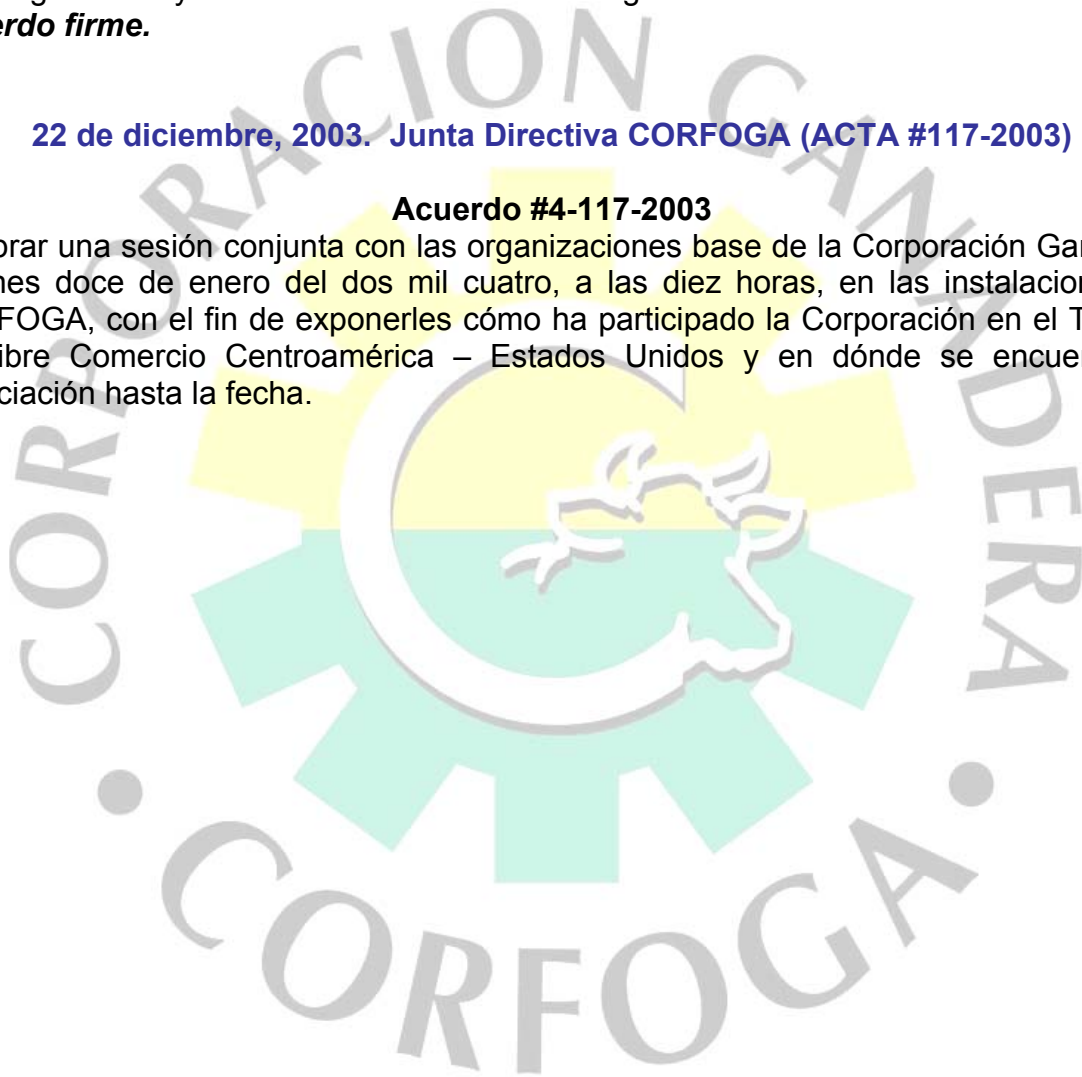 erdo firme.
22 de diciembre, 2003. Junta Directiva CORFOGA (ACTA #117-2003)
Acuerdo #4-117-2003
brar una sesión conjunta con las organizaciones base de la Corporación Gan
nes doce de enero del dos mil cuatro, a las diez horas, en las instalacion
FOGA, con el fin de exponerles cómo ha participado la Corporación en el T
ibre Comercio Centroamérica – Estados Unidos y en dónde se encuen
ciación hasta la fecha.
CORPORACION GANADERA
• CORFOGA •